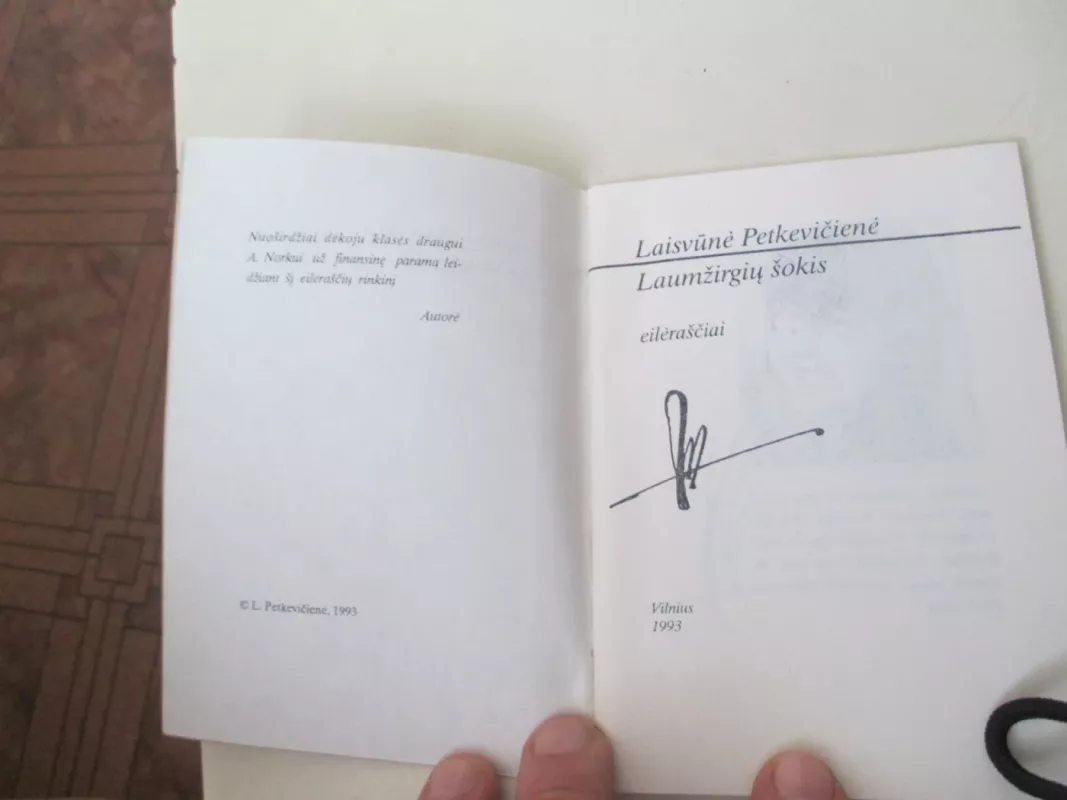 Nuoširdžiai dėkoju klasės draugui
A. Norkui už finansinę paramą lei-
džiant šį eilėraščių rinkinį
Autorė
© L. Petkevičienė, 1993
Laisvūnė Petkevičienė
Laumžirgių šokis
eilėraščiai
Vilnius
1993